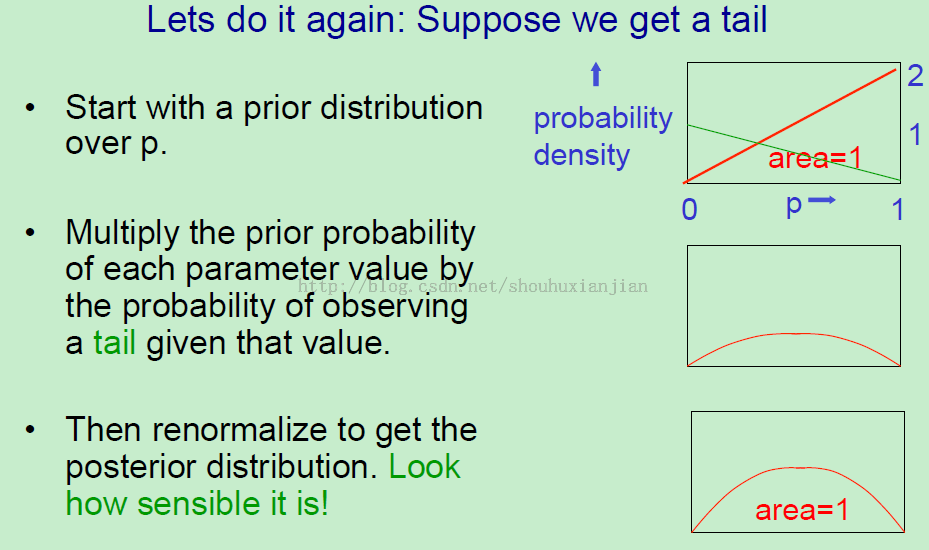 Lets do it again: Suppose we get a tail
• Start with a prior distribution
over p.
• Multiply the prior probability
of each parameter value by
the probability of observing
a tail given that value.
• Then renormalize to get the
posterior distribution. Look
how sensible it is!
probability
density
2
1
area=1
0
p
1
http://blog.csdn.net/shouhuxianjian
area=1